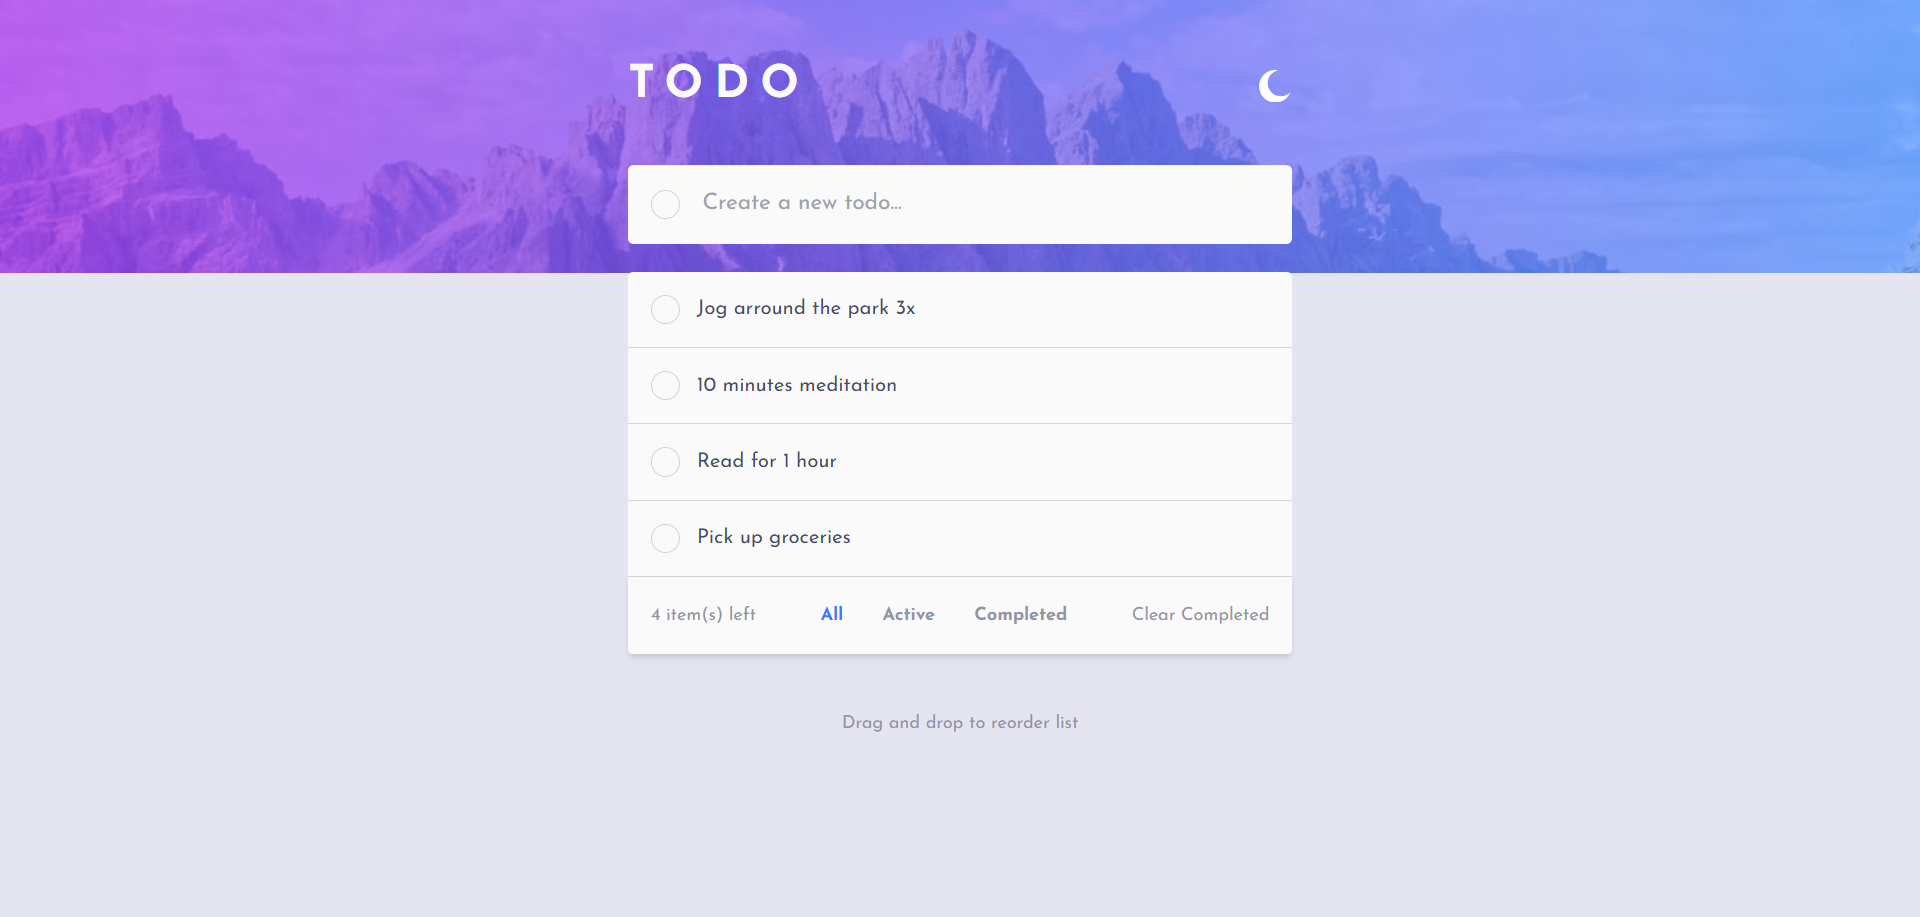 TODO
Create a new todo...
Jog arround the park 3x
10 minutes meditation
Read for 1 hour
Pick up groceries
4 item(s) left All Active Completed Clear Completed
Drag and drop to reorder list